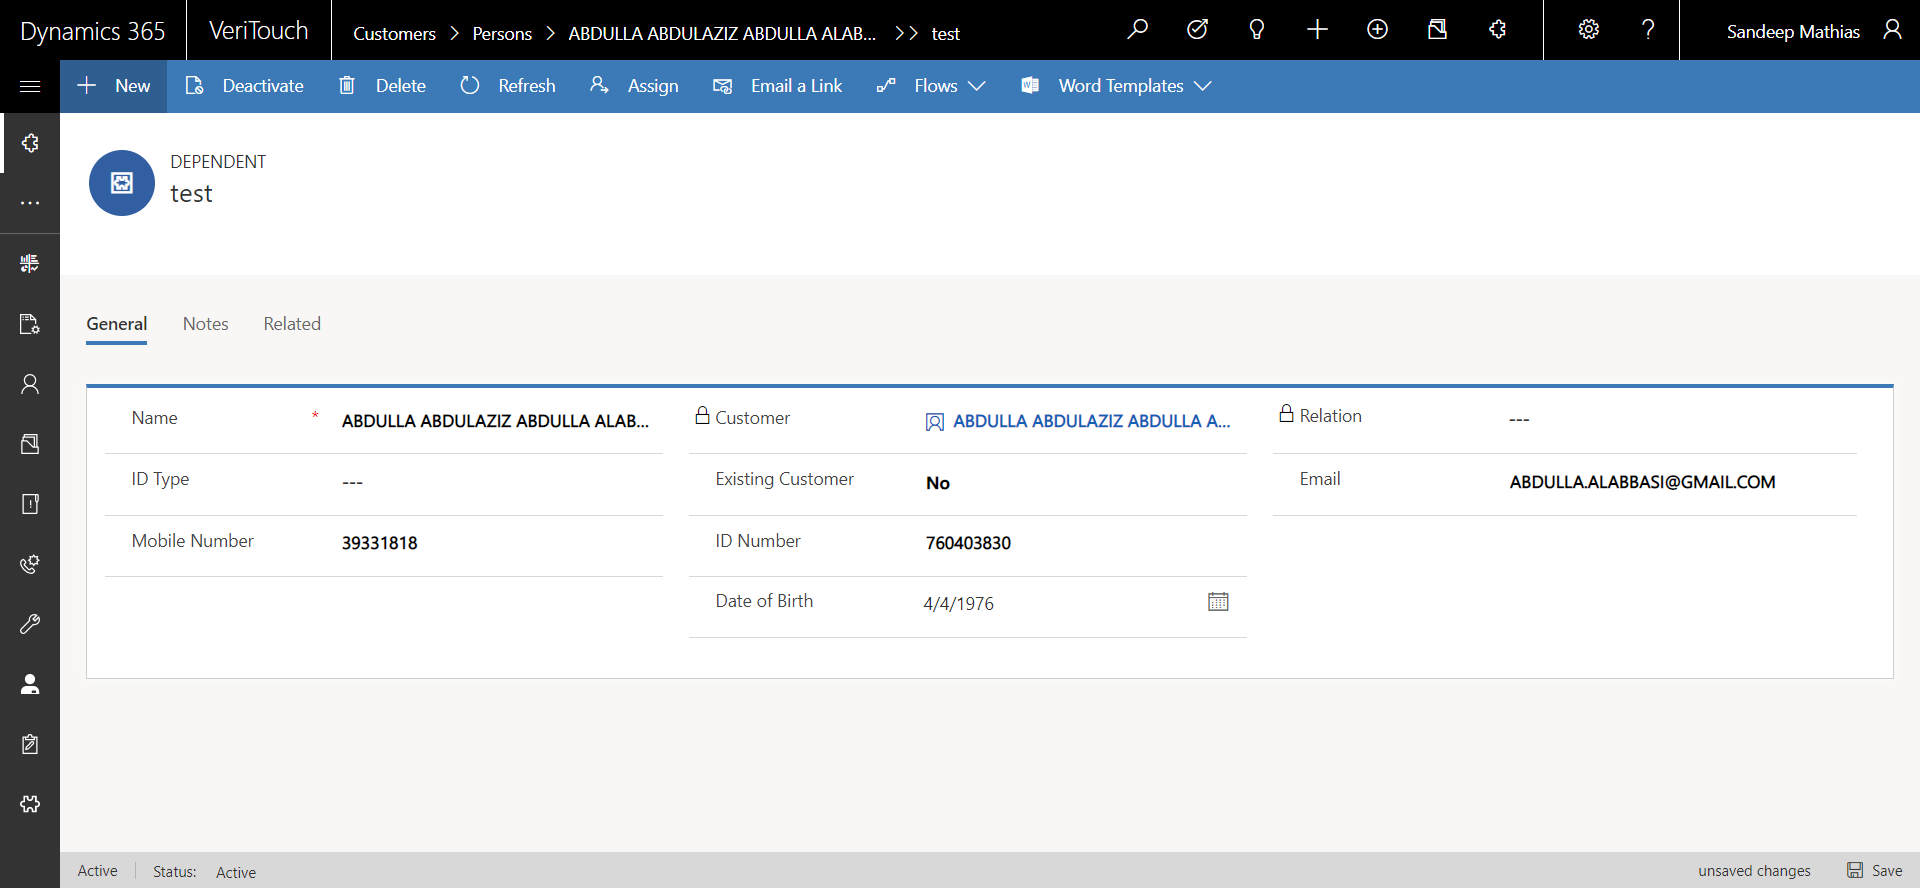 Dynamics 365 VeriTouch Customers > Persons > ABDULLA ABDULAZIZ ABDULLA ALAB... >> test Sandeep Mathias
New Deactivate Delete Refresh Assign Email a Link Flows Word Templates
DEPENDENT
test
General Notes Related
Name * ABDULLA ABDULAZIZ ABDULLA ALAB... Customer ABDULLA ABDULAZIZ ABDULLA A... Relation ---
ID Type --- Existing Customer No Email ABDULLA.ALABBASI@GMAIL.COM
Mobile Number 39331818 ID Number 760403830
Date of Birth 4/4/1976
Active Status: Active unsaved changes Save